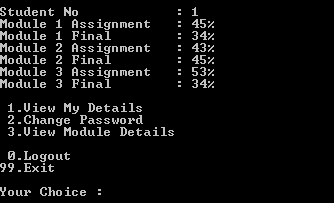 Student No : 1
Module 1 Assignment : 45%
Module 1 Final : 34%
Module 2 Assignment : 43%
Module 2 Final : 45%
Module 3 Assignment : 53%
Module 3 Final : 34%
1.View My Details
2.Change Password
3.View Module Details
0.Logout
99.Exit
Your Choice :